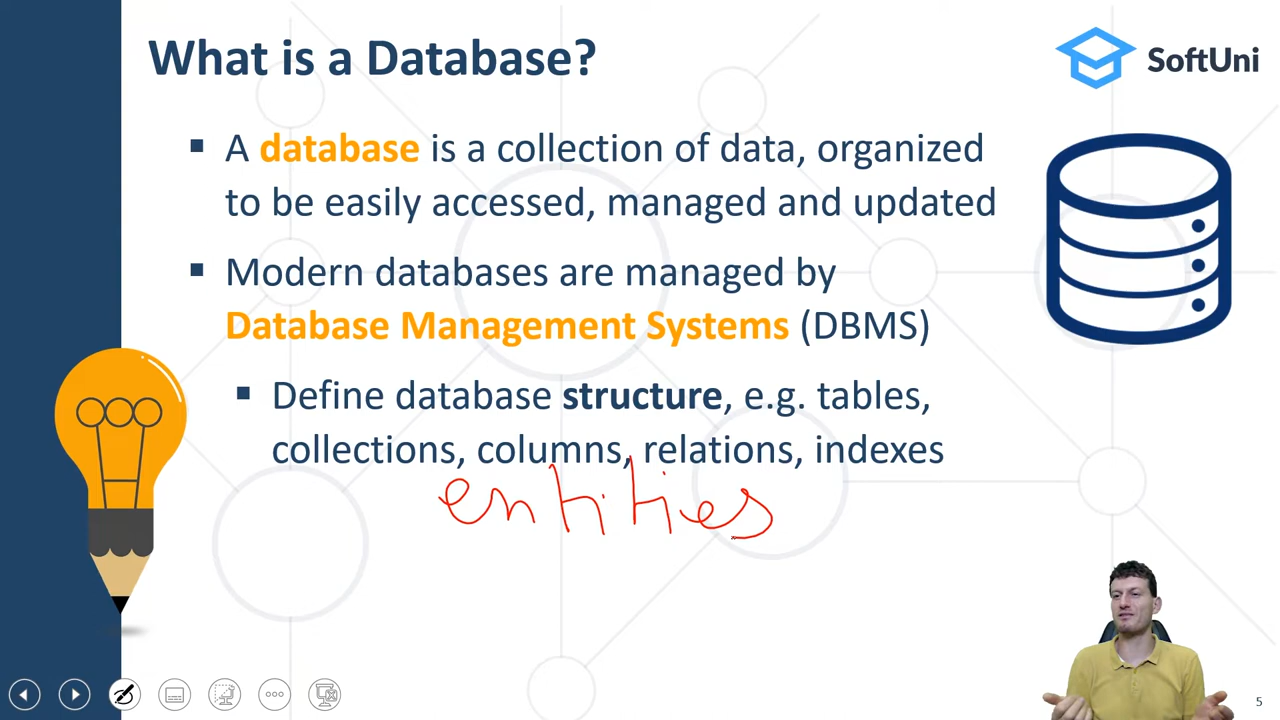 What is a Database?
SoftUni
▪ A database is a collection of data, organized
to be easily accessed, managed and updated
▪ Modern databases are managed by
Database Management Systems (DBMS)
▪ Define database structure, e.g. tables,
collections, columns, relations, indexes
entities
5